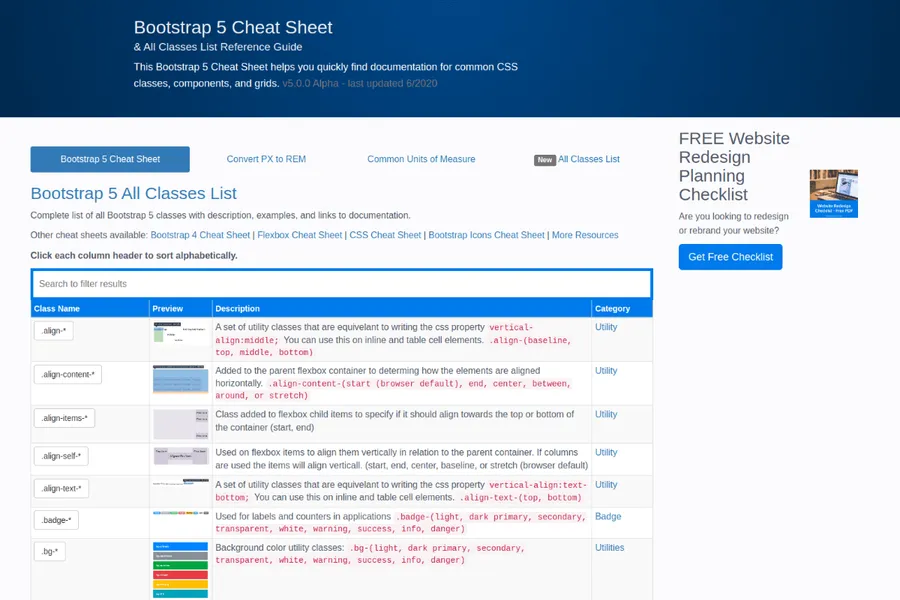 Bootstrap 5 Cheat Sheet
& All Classes List Reference Guide
This Bootstrap 5 Cheat Sheet helps you quickly find documentation for common CSS
classes, components, and grids. v5.0.0 Alpha - last updated 6/2020
Bootstrap 5 Cheat Sheet
Convert PX to REM
Common Units of Measure
New All Classes List
Bootstrap 5 All Classes List
Complete list of all Bootstrap 5 classes with description, examples, and links to documentation.
Other cheat sheets available: Bootstrap 4 Cheat Sheet | Flexbox Cheat Sheet | CSS Cheat Sheet | Bootstrap Icons Cheat Sheet | More Resources
Click each column header to sort alphabetically.
Search to filter results
Class Name Preview Description Category
.align-*
A set of utility classes that are equivelant to writing the css property vertical-
align:middle; You can use this on inline and table cell elements. .align-(baseline,
top, middle, bottom)
Utility
.align-content-*
Added to the parent flexbox container to determine how the elements are aligned
horizontally. .align-content-(start (browser default), end, center, between,
around, or stretch)
Utility
.align-items-*
Class added to flexbox child items to specify if it should align towards the top or bottom of
the container (start, end)
Utility
.align-self-*
Used on flexbox items to align them vertically in relation to the parent container. If columns
are used the items will align verticall. (start, end, center, baseline, or stretch (browser default)
Utility
.align-text-*
A set of utility classes that are equivelant to writing the css property vertical-align:text-
bottom; You can use this on inline and table cell elements. .align-text-(top, bottom)
Utility
.badge-*
Used for labels and counters in applications .badge-(light, dark primary, secondary,
transparent, white, warning, success, info, danger)
Badge
.bg-*
Background color utility classes: .bg-(light, dark primary, secondary,
transparent, white, warning, success, info, danger)
Utilities
FREE Website
Redesign
Planning
Checklist
Are you looking to redesign
or rebrand your website?
Get Free Checklist
Website Redesign
Checklist - Free PDF